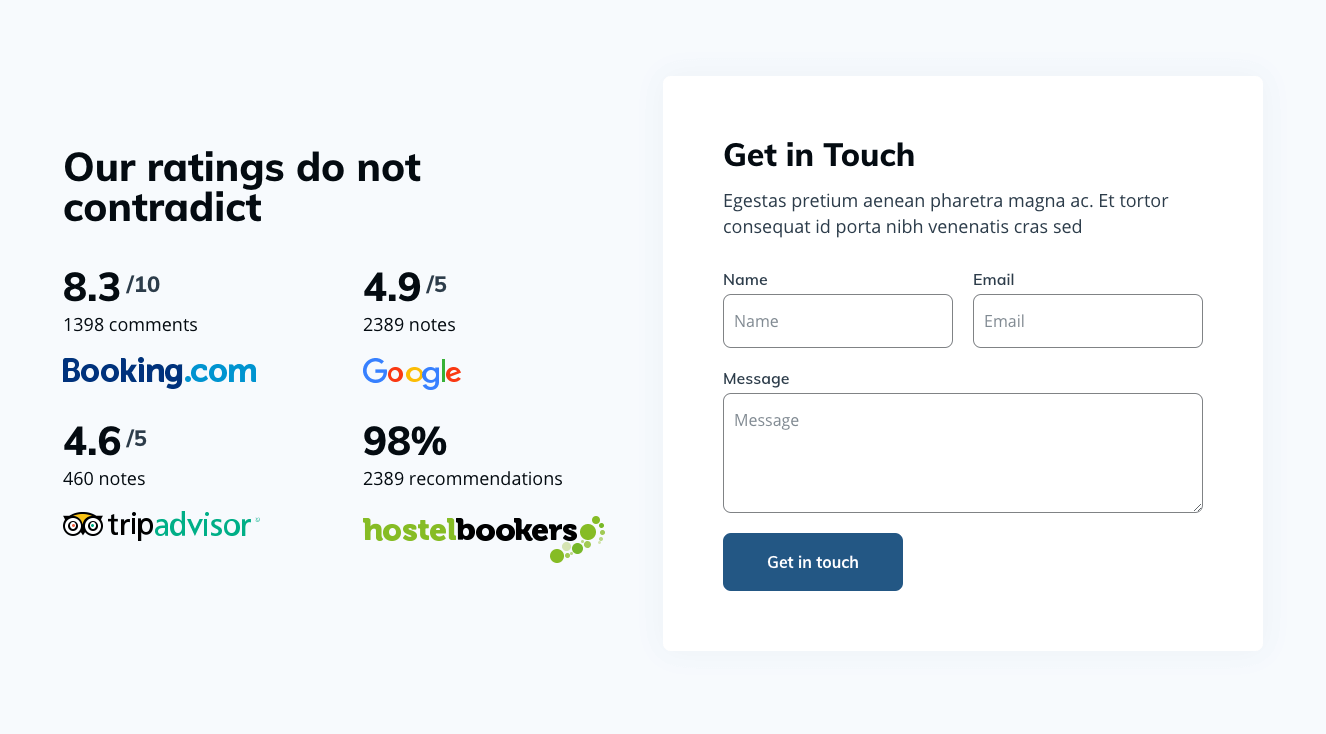 Our ratings do not
contradict
8.3 /10
1398 comments
Booking.com
4.9 /5
2389 notes
Google
4.6 /5
460 notes
tripadvisor
98%
2389 recommendations
hostelbookers
Get in Touch
Egestas pretium aenean pharetra magna ac. Et tortor
consequat id porta nibh venenatis cras sed
Name
Name
Email
Email
Message
Message
Get in touch